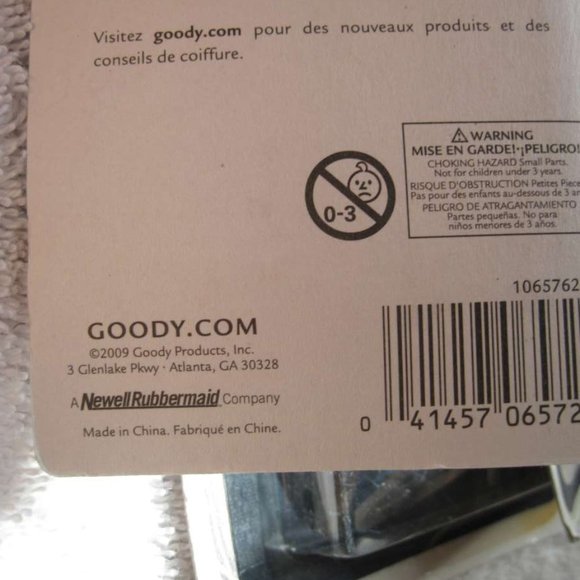 Visitez goody.com pour des nouveaux produits et des
conseils de coiffure.
0-3
⚠ WARNING
MISE EN GARDE!·¡PELIGRO!
CHOKING HAZARD Small Parts.
Not for children under 3 years.
RISQUE D'OBSTRUCTION Petites
Pas pour des enfants au-dessous de 3
PELIGRO DE ATRAGANTAMIENTO
Partes pequeñas. No para
niños menores de 3 años.
1065762
GOODY.COM
©2009 Goody Products, Inc.
3 Glenlake Pkwy · Atlanta, GA 30328
A NewellRubbermaid Company
Made in China. Fabriqué en Chine.
0 41457 06572